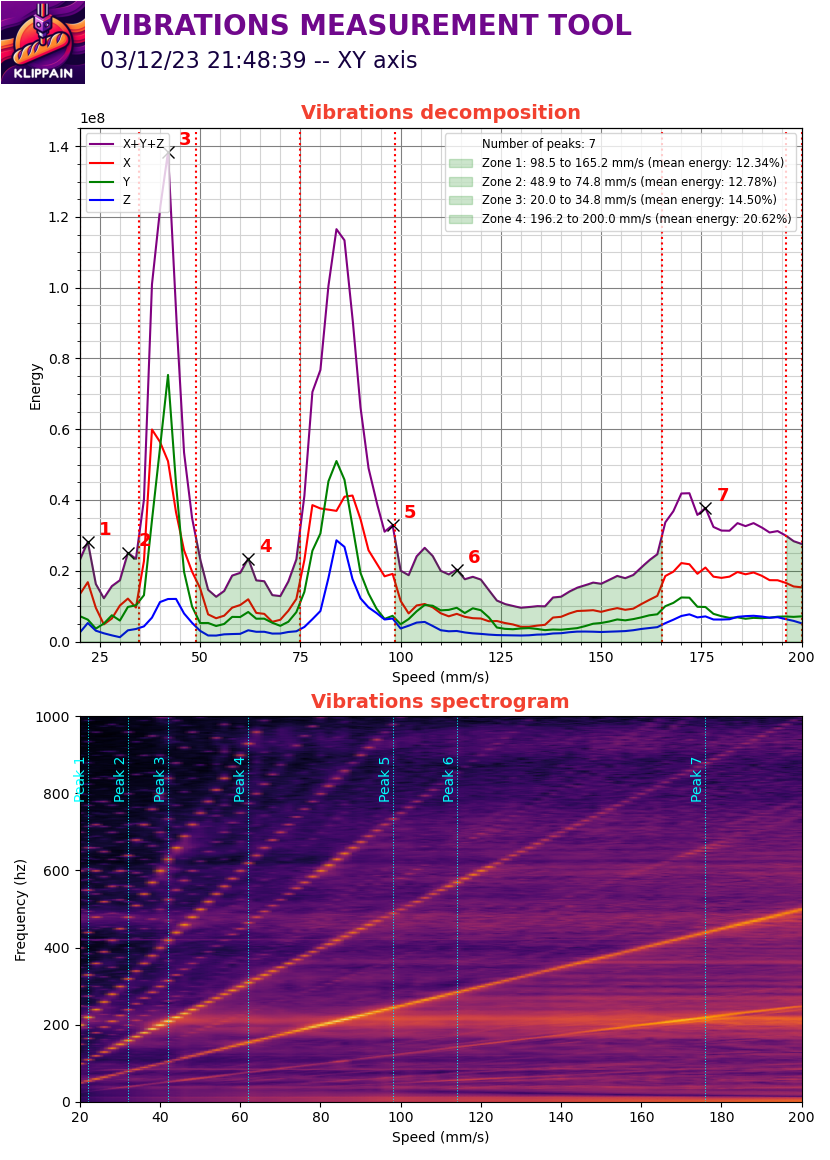 VIBRATIONS MEASUREMENT TOOL
03/12/23 21:48:39 -- XY axis
KLIPPAIN
Vibrations decomposition
1e8
X+Y+Z
X
Y
Z
Number of peaks: 7
Zone 1: 98.5 to 165.2 mm/s (mean energy: 12.34%)
Zone 2: 48.9 to 74.8 mm/s (mean energy: 12.78%)
Zone 3: 20.0 to 34.8 mm/s (mean energy: 14.50%)
Zone 4: 196.2 to 200.0 mm/s (mean energy: 20.62%)
1.4
1.2
1.0
0.8
0.6
0.4
0.2
0.0
Energy
1
2
3
4
5
6
7
25 50 75 100 125 150 175 200
Speed (mm/s)
Vibrations spectrogram
1000
800
600
400
200
0
Frequency (hz)
Peak 1
Peak 2
Peak 3
Peak 4
Peak 5
Peak 6
Peak 7
20 40 60 80 100 120 140 160 180 200
Speed (mm/s)